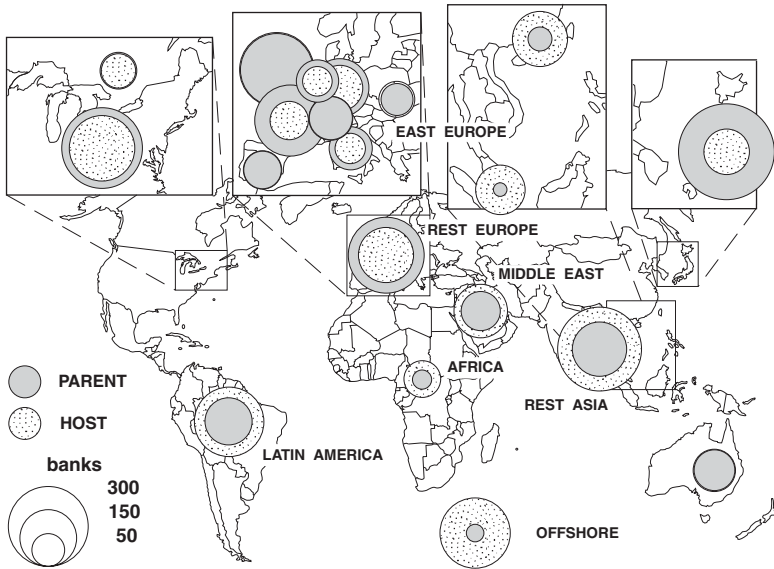 EAST EUROPE
REST EUROPE
MIDDLE EAST
AFRICA
PARENT
REST ASIA
HOST
LATIN AMERICA
banks
300
150
50
OFFSHORE